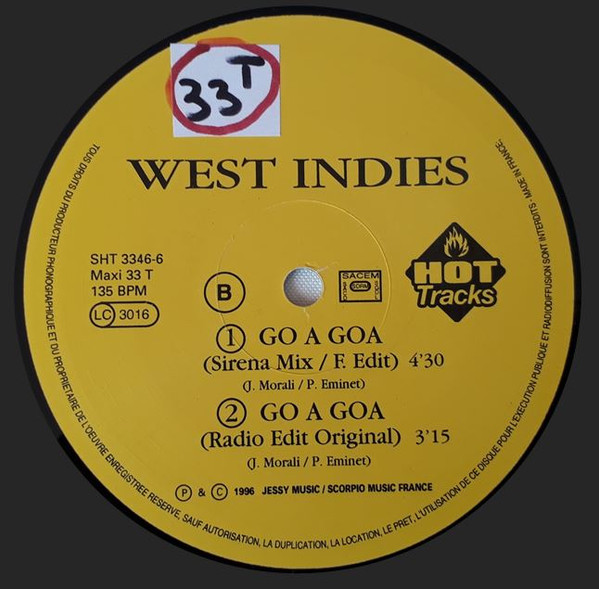 33 T
WEST INDIES
SHT 3346-6
Maxi 33 T
135 BPM
LC 3016
B
SACEM
SDRM
HOT
Tracks
1 GO A GOA
(Sirena Mix / F. Edit) 4'30
(J. Morali / P. Eminet)
2 GO A GOA
(Radio Edit Original) 3'15
(J. Morali / P. Eminet)
Ⓟ & © 1996 JESSY MUSIC / SCORPIO MUSIC FRANCE
TOUS DROITS DU PRODUCTEUR PHONOGRAPHIQUE ET DU PROPRIETAIRE DE L'OEUVRE ENREGISTREE RESERVE, SAUF AUTORISATION, LA DUPLICATION, LA LOCATION, LE PRET, L'UTILISATION DE CE DISQUE POUR L'EXECUTION PUBLIQUE ET RADIODIFFUSION SONT INTERDITS. MADE IN FRANCE.